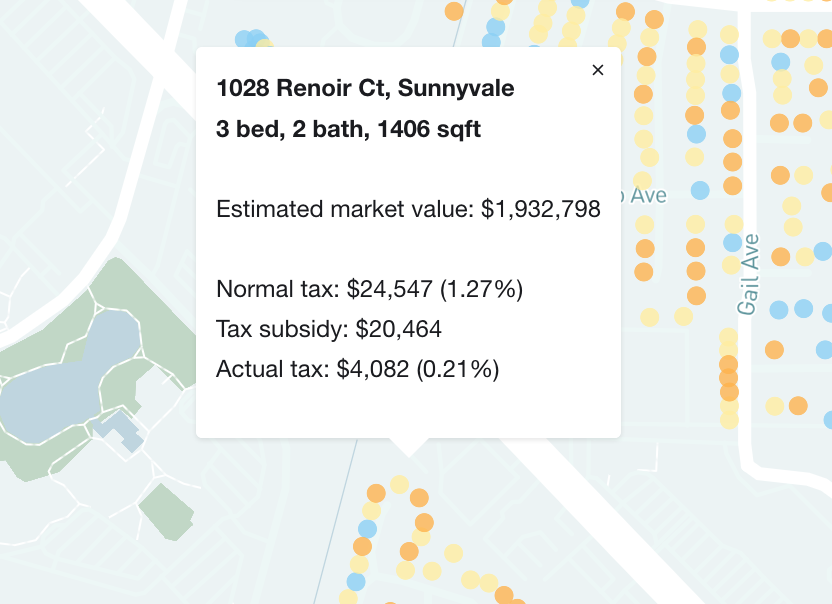 ×
1028 Renoir Ct, Sunnyvale
3 bed, 2 bath, 1406 sqft
Estimated market value: $1,932,798
Ave
Normal tax: $24,547 (1.27%)
Gail Ave
Tax subsidy: $20,464
Actual tax: $4,082 (0.21%)